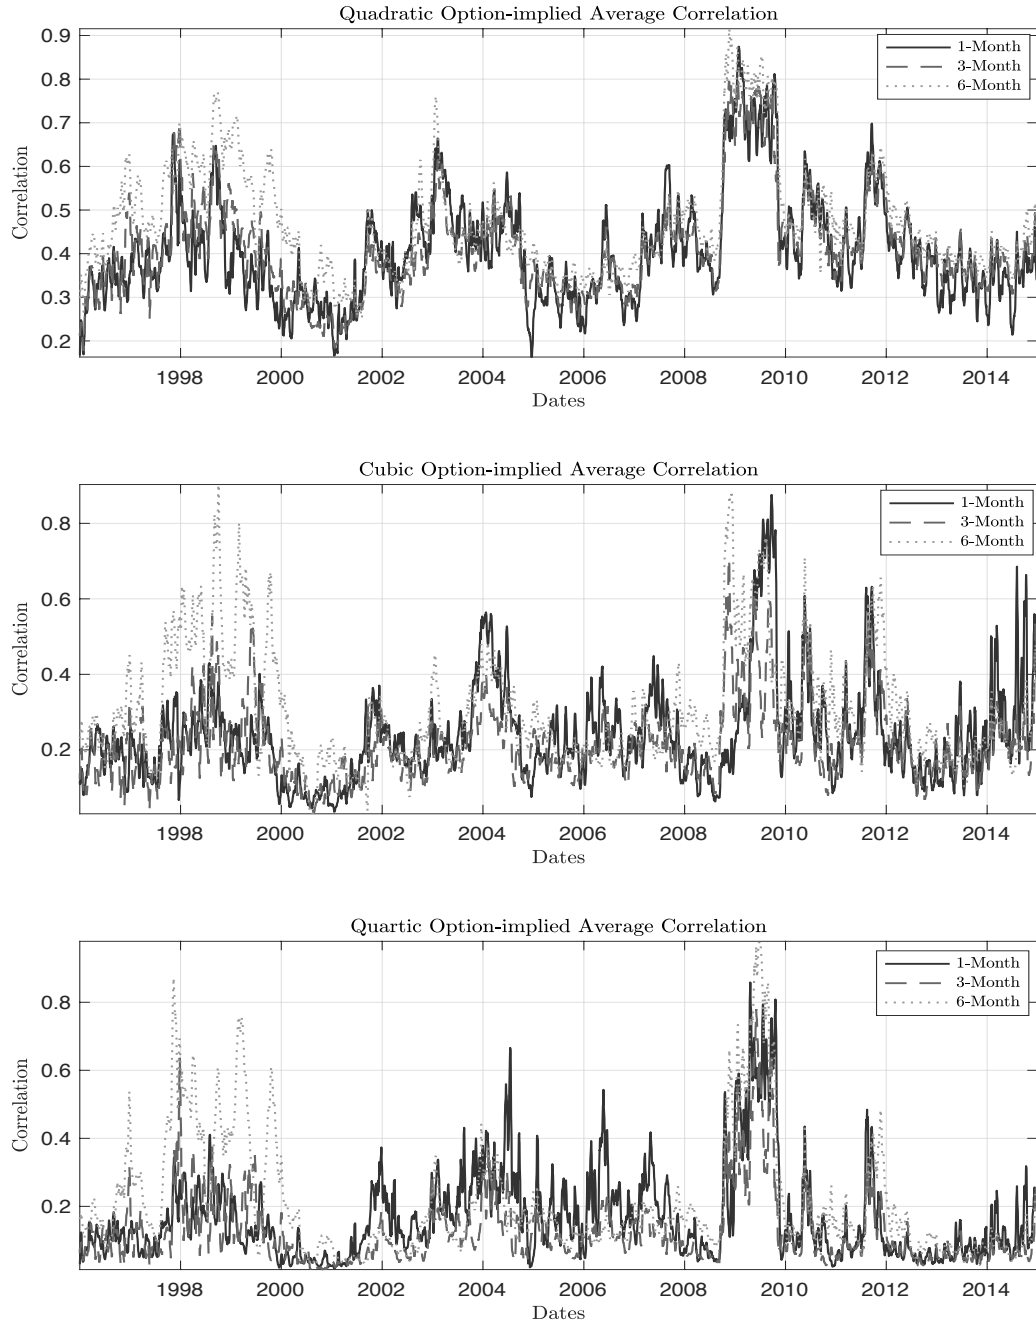 Quadratic Option-implied Average Correlation
1-Month
3-Month
6-Month
0.9
0.8
0.7
0.6
0.5
0.4
0.3
0.2
Correlation
1998 2000 2002 2004 2006 2008 2010 2012 2014
Dates
Cubic Option-implied Average Correlation
1-Month
3-Month
6-Month
0.8
0.6
0.4
0.2
Correlation
1998 2000 2002 2004 2006 2008 2010 2012 2014
Dates
Quartic Option-implied Average Correlation
1-Month
3-Month
6-Month
0.8
0.6
0.4
0.2
Correlation
1998 2000 2002 2004 2006 2008 2010 2012 2014
Dates